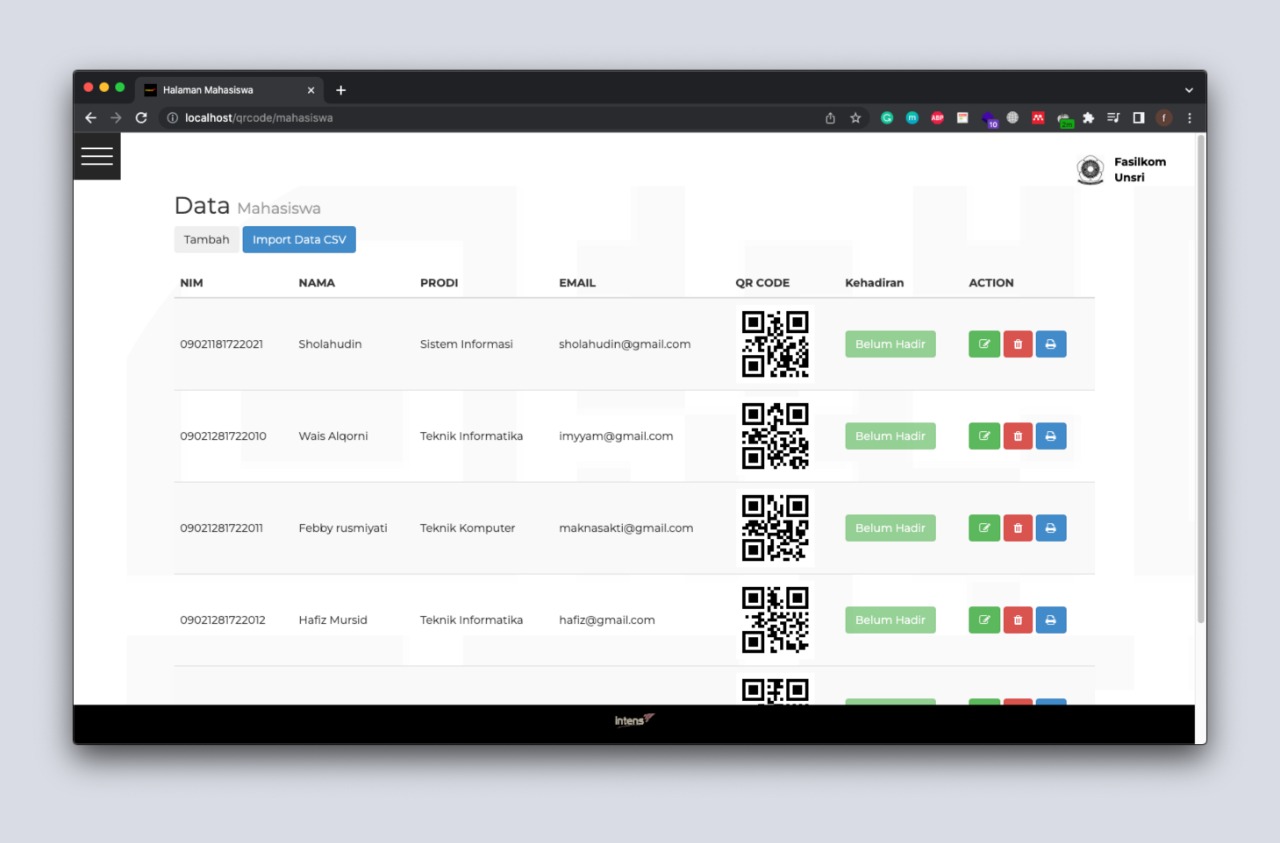 Halaman Mahasiswa
localhost/qrcode/mahasiswa
ABP
10
Fasilkom
Unsri
Data Mahasiswa
Tambah Import Data CSV
NIM NAMA PRODI EMAIL QR CODE Kehadiran ACTION
09021181722021 Sholahudin Sistem Informasi sholahudin@gmail.com Belum Hadir
09021281722010 Wais Alqorni Teknik Informatika imyyam@gmail.com Belum Hadir
09021281722011 Febby rusmiyati Teknik Komputer maknasakti@gmail.com Belum Hadir
09021281722012 Hafiz Mursid Teknik Informatika hafiz@gmail.com Belum Hadir
intens